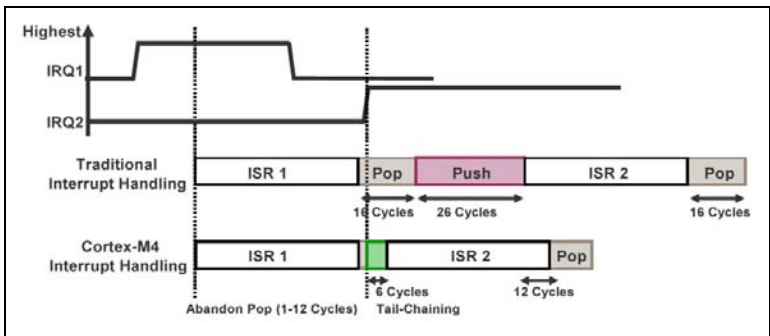 Highest
IRQ1
IRQ2
Traditional
Interrupt Handling
ISR 1
Pop
Push
ISR 2
Pop
16 Cycles
26 Cycles
16 Cycles
Cortex-M4
Interrupt Handling
ISR 1
ISR 2
Pop
6 Cycles
12 Cycles
Abandon Pop (1-12 Cycles)
Tail-Chaining